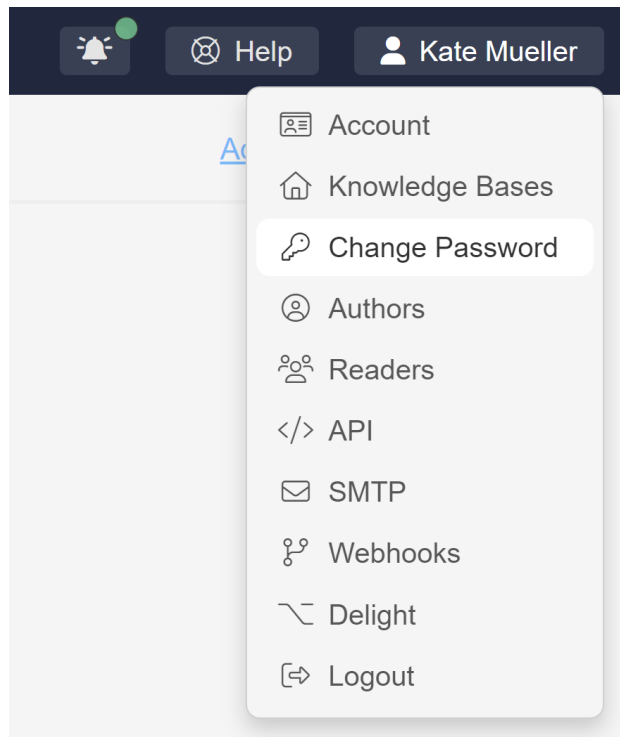 Help
Kate Mueller
Account
Knowledge Bases
Change Password
Authors
Readers
API
SMTP
Webhooks
Delight
Logout